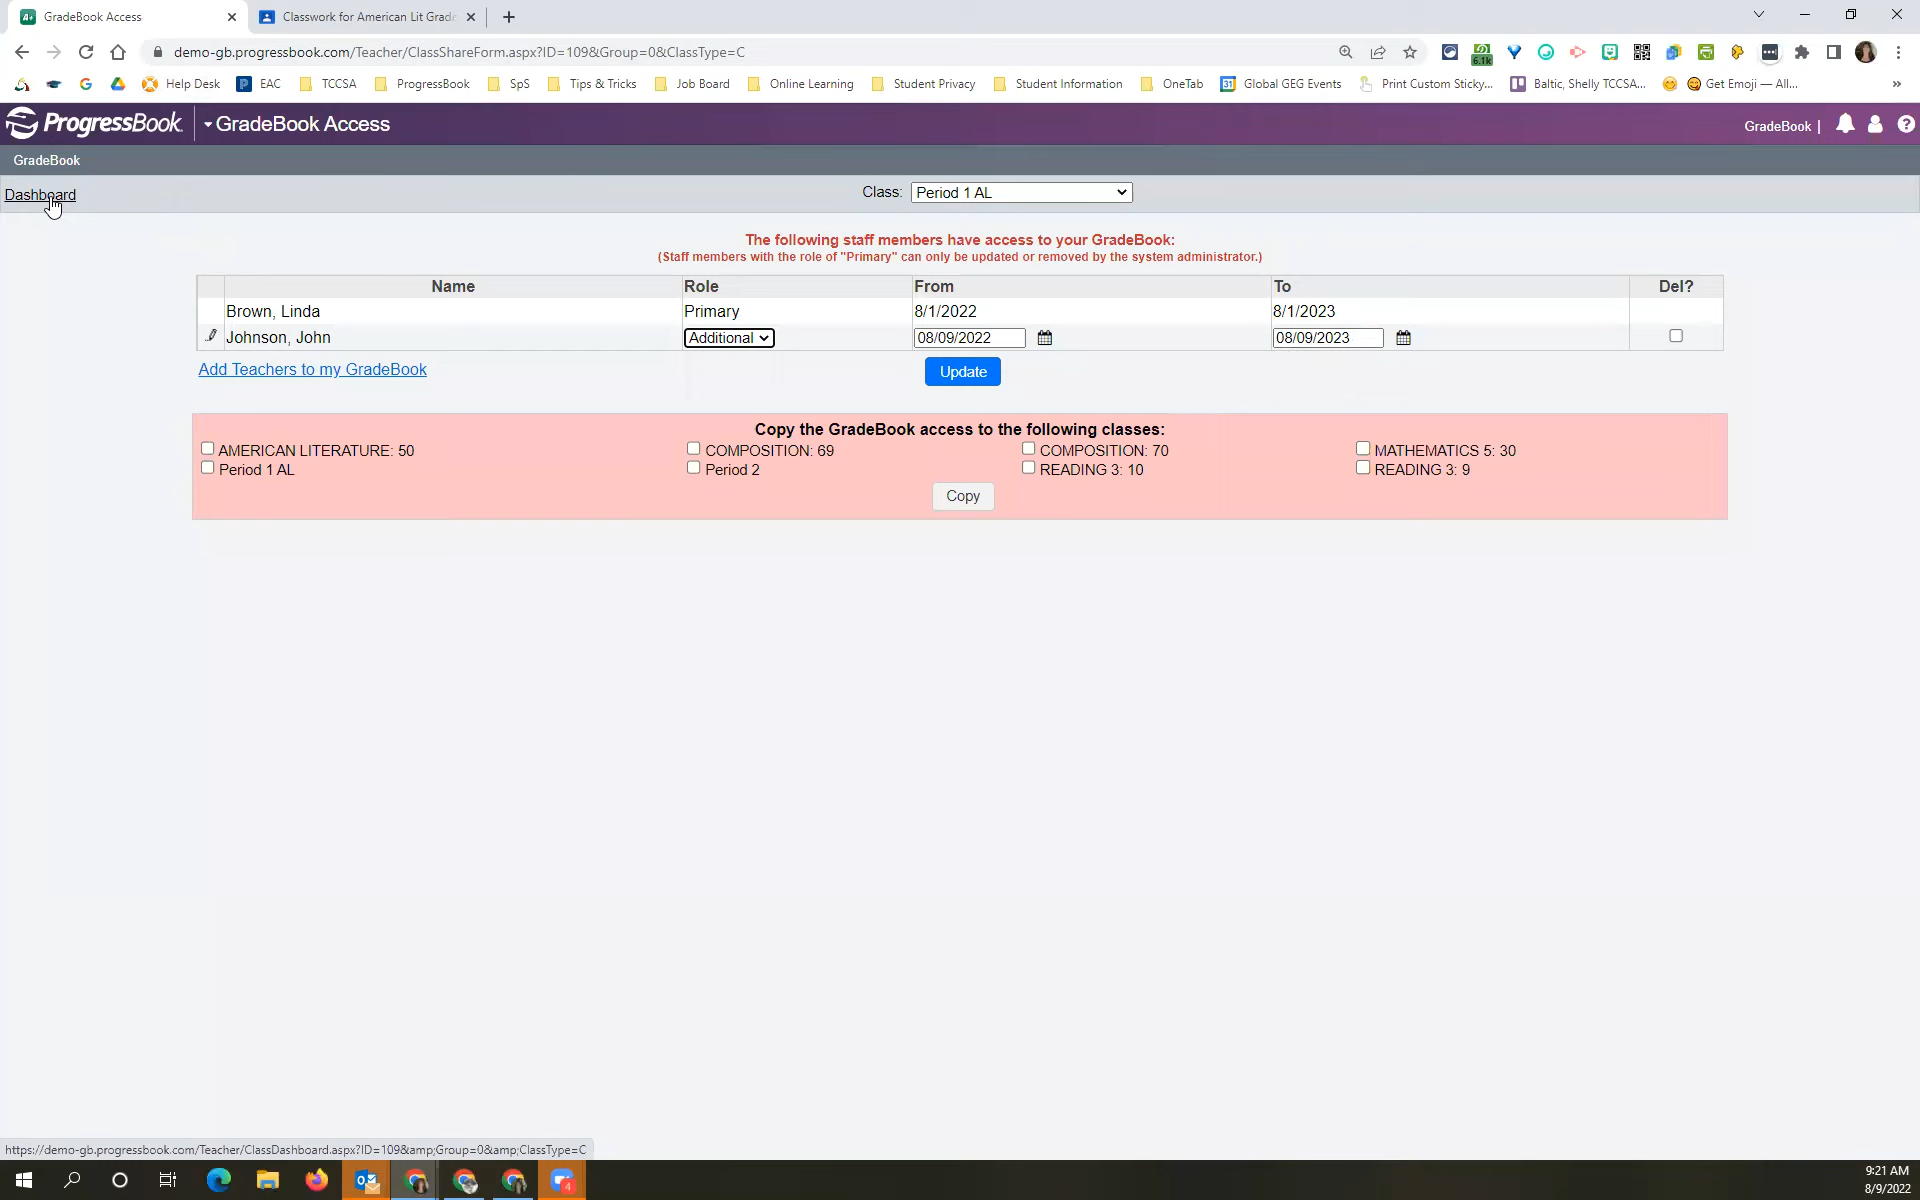 GradeBook Access
Classwork for American Lit Grade
demo-gb.progressbook.com/Teacher/ClassShareForm.aspx?ID=109&Group=0&ClassType=C
6.1k
Help Desk
EAC
TCCSA
ProgressBook
SpS
Tips & Tricks
Job Board
Online Learning
Student Privacy
Student Information
OneTab
31
Global GEG Events
Print Custom Sticky...
Baltic, Shelly TCCSA...
Get Emoji — All...
»
ProgressBook
GradeBook Access
GradeBook |
GradeBook
Dashboard
Class: Period 1 AL
The following staff members have access to your GradeBook:
(Staff members with the role of "Primary" can only be updated or removed by the system administrator.)
Name Role From To Del?
Brown, Linda Primary 8/1/2022 8/1/2023
Johnson, John Additional 08/09/2022 08/09/2023
Add Teachers to my GradeBook
Update
Copy the GradeBook access to the following classes:
AMERICAN LITERATURE: 50 COMPOSITION: 69 COMPOSITION: 70 MATHEMATICS 5: 30
Period 1 AL Period 2 READING 3: 10 READING 3: 9
Copy
https://demo-gb.progressbook.com/Teacher/ClassDashboard.aspx?ID=109&amp;Group=0&amp;ClassType=C
4
9:21 AM
8/9/2022